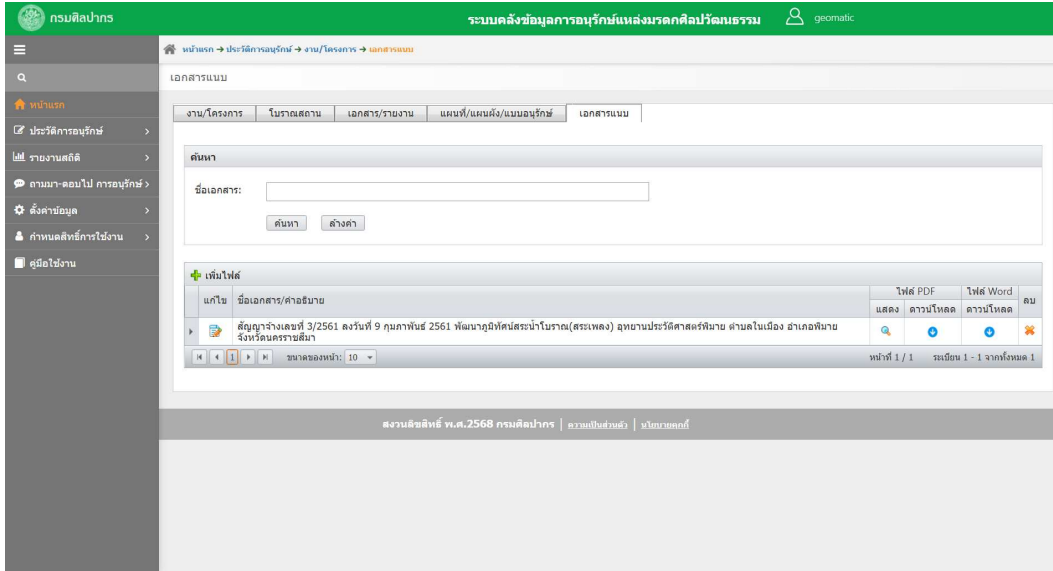 กรมศิลปากร
ระบบคลังข้อมูลการอนุรักษ์แหล่งมรดกศิลปวัฒนธรรม geomatic
หน้าแรก → ประวัติการอนุรักษ์ → งาน/โครงการ → เอกสารแนบ
เอกสารแนบ
หน้าแรก
ประวัติการอนุรักษ์
รายงานสถิติ
ถามมา-ตอบไป การอนุรักษ์
ตั้งค่าข้อมูล
กำหนดสิทธิ์การใช้งาน
คู่มือใช้งาน
งาน/โครงการ โบราณสถาน เอกสาร/รายงาน แผนที่/แผนผัง/แบบอนุรักษ์ เอกสารแนบ
ค้นหา
ชื่อเอกสาร:
ค้นหา ล้างค่า
เพิ่มไฟล์
แก้ไข ชื่อเอกสาร/คำอธิบาย ไฟล์ PDF ไฟล์ Word ลบ
แสดง ดาวน์โหลด ดาวน์โหลด
สัญญาจ้างเลขที่ 3/2561 ลงวันที่ 9 กุมภาพันธ์ 2561 พัฒนาภูมิทัศน์สระน้ำโบราณ(สระเพลง) อุทยานประวัติศาสตร์พิมาย ตำบลในเมือง อำเภอพิมาย
จังหวัดนครราชสีมา
1 ขนาดของหน้า: 10 หน้าที่ 1 / 1 ระเบียน 1 - 1 จากทั้งหมด 1
สงวนลิขสิทธิ์ พ.ศ.2568 กรมศิลปากร | ความเป็นส่วนตัว | นโยบายคุกกี้